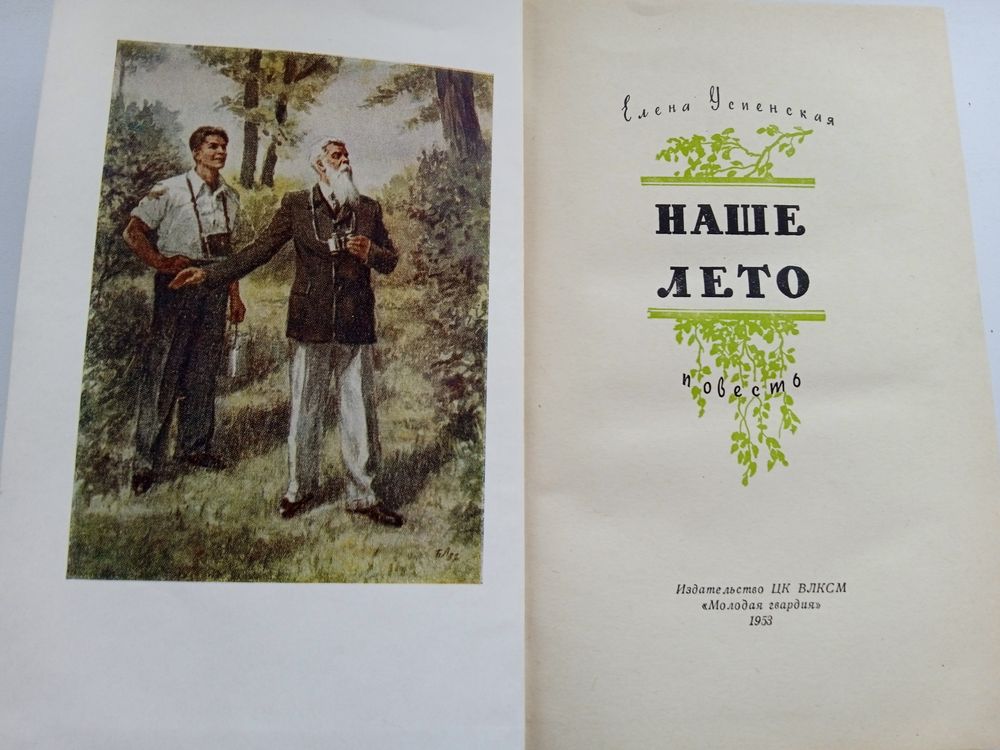 Елена Успенская
НАШЕ
ЛЕТО
повесть
Издательство ЦК ВЛКСМ
«Молодая гвардия»
1953